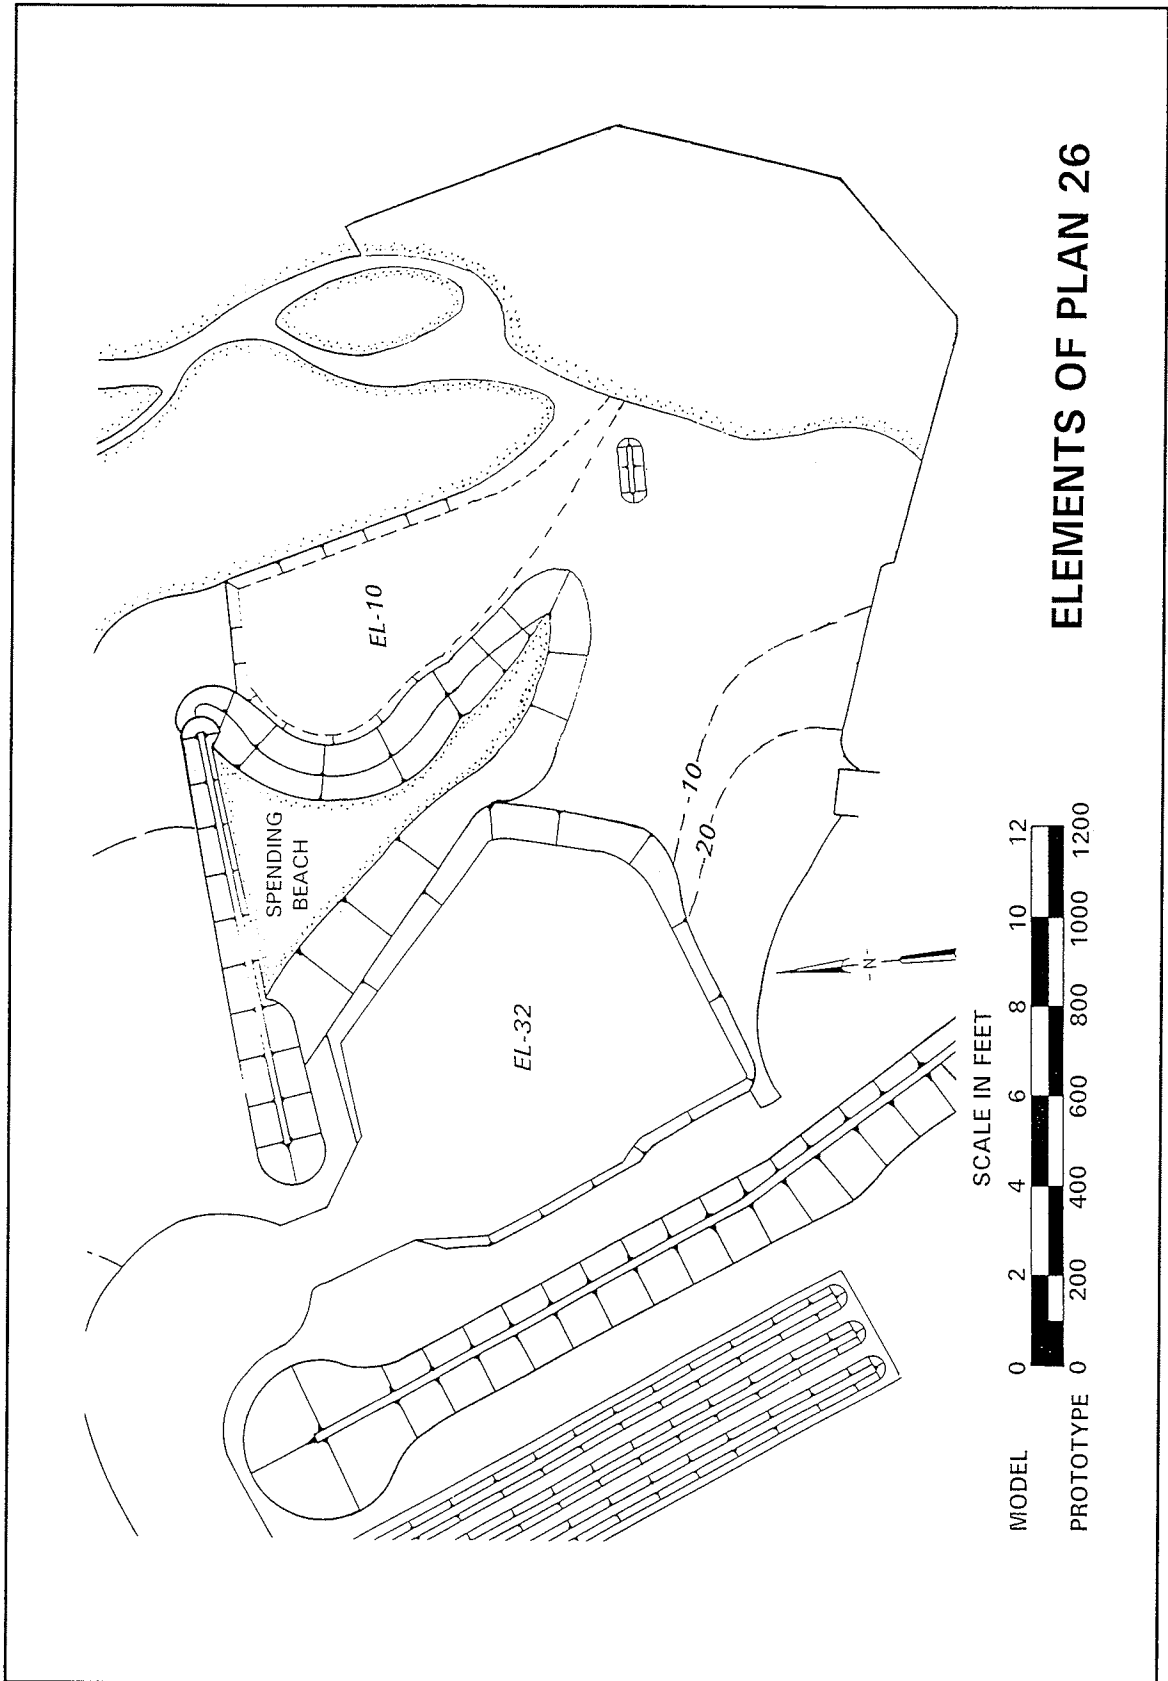 EL-10
SPENDING
BEACH
EL-32
10
20
-N-
SCALE IN FEET
MODEL 0 2 4 6 8 10 12
PROTOTYPE 0 200 400 600 800 1000 1200
ELEMENTS OF PLAN 26